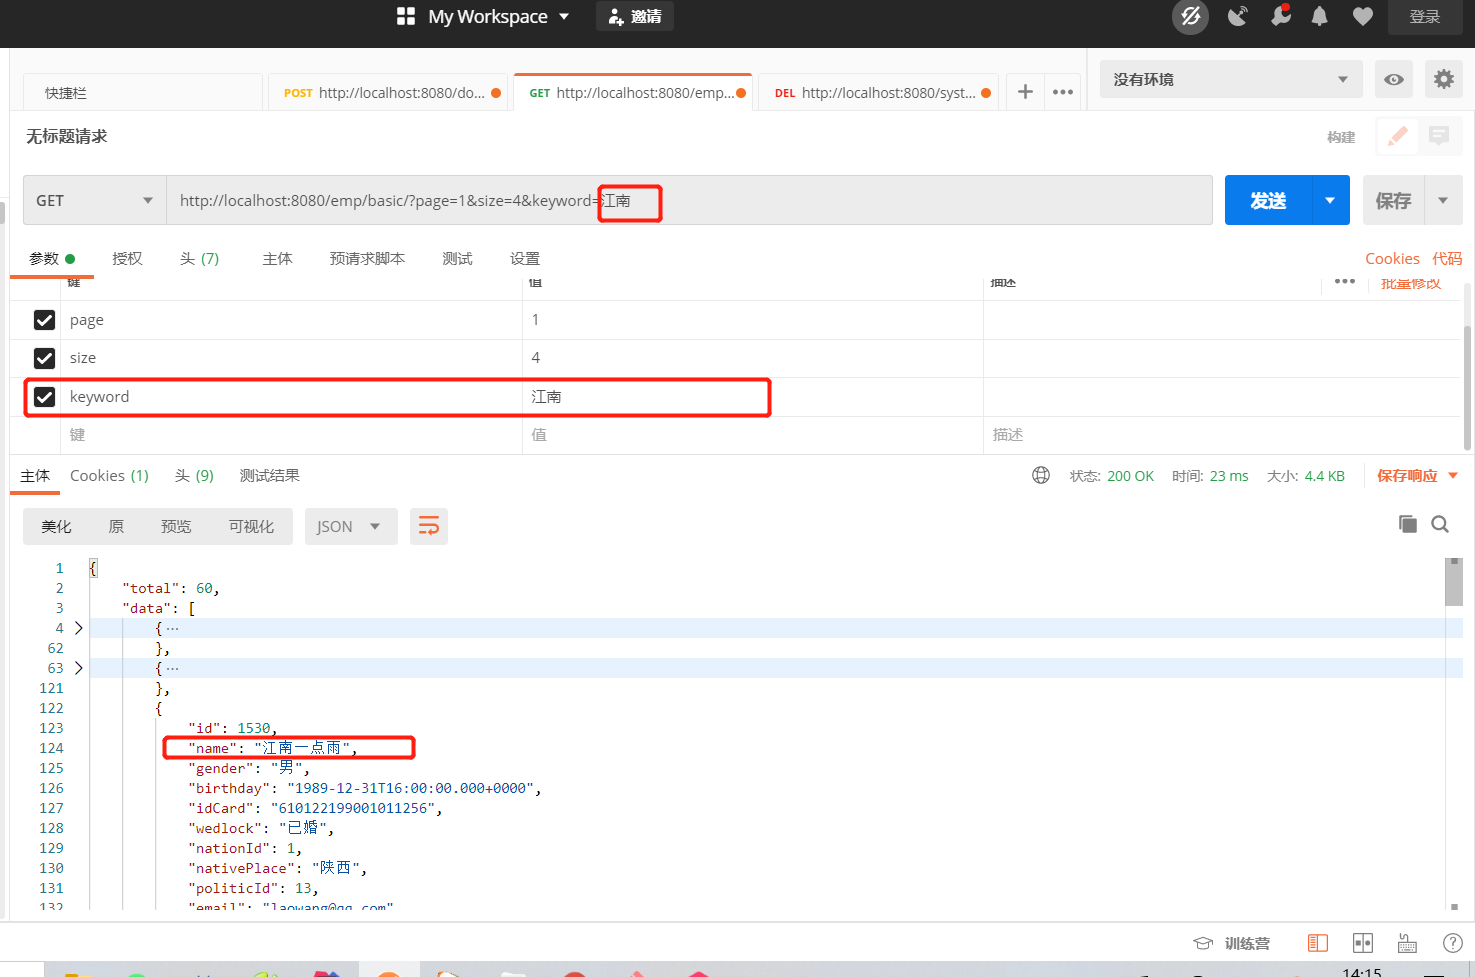 My Workspace 邀请 登录
快捷栏 POST http://localhost:8080/do... GET http://localhost:8080/emp... DEL http://localhost:8080/syst... 没有环境
无标题请求 构建
GET http://localhost:8080/emp/basic/?page=1&size=4&keyword=江南 发送 保存
参数 授权 头 (7) 主体 预请求脚本 测试 设置 Cookies 代码
键 值 描述 批量修改
page 1
size 4
keyword 江南
键 值 描述
主体 Cookies (1) 头 (9) 测试结果 状态: 200 OK 时间: 23 ms 大小: 4.4 KB 保存响应
美化 原 预览 可视化 JSON
1 {
2 "total": 60,
3 "data": [
4 { ...
62 },
63 { ...
121 },
122 {
123 "id": 1530,
124 "name": "江南一点雨",
125 "gender": "男",
126 "birthday": "1989-12-31T16:00:00.000+0000",
127 "idCard": "610122199001011256",
128 "wedlock": "已婚",
129 "nationId": 1,
130 "nativePlace": "陕西",
131 "politicId": 13,
132 "email": "laowang@qq.com"
训练营
14:15